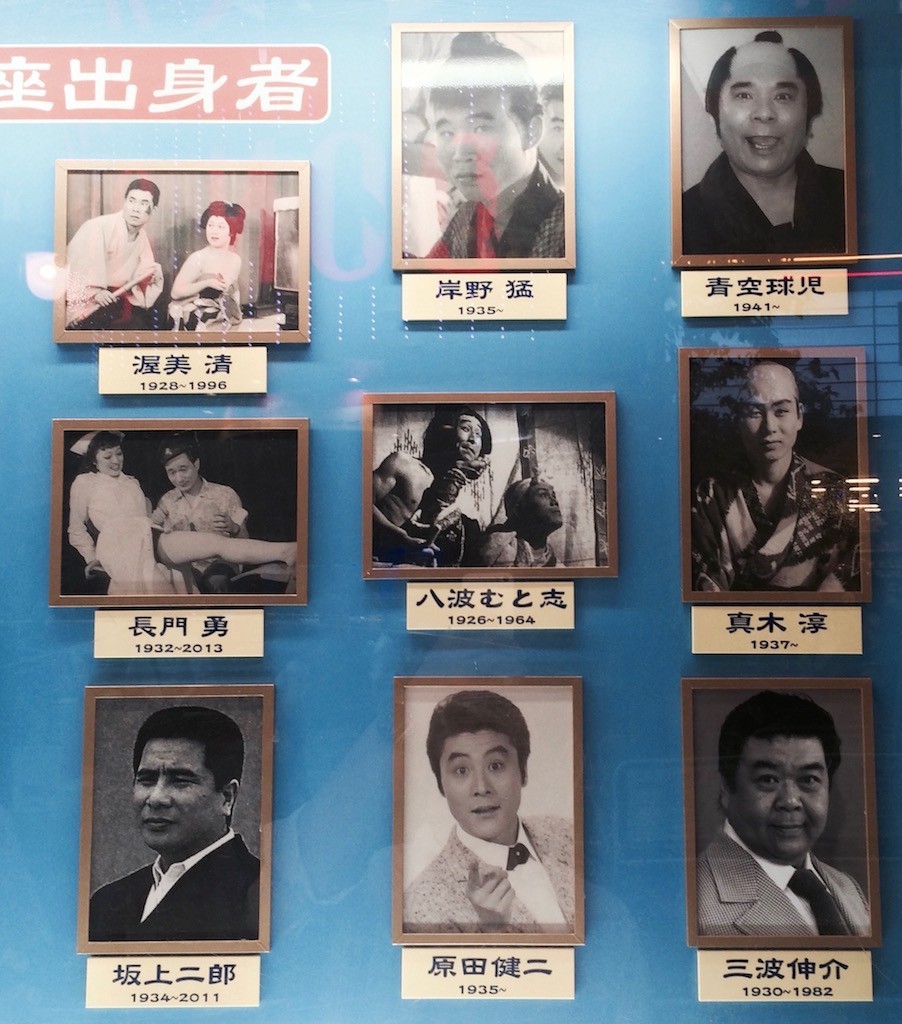 座出身者
岸野 猛
1935~
青空球児
1941~
渥美 清
1928~1996
長門 勇
1932~2013
八波むと志
1926~1964
真木 淳
1937~
坂上二郎
1934~2011
原田健二
1935~
三波伸介
1930~1982